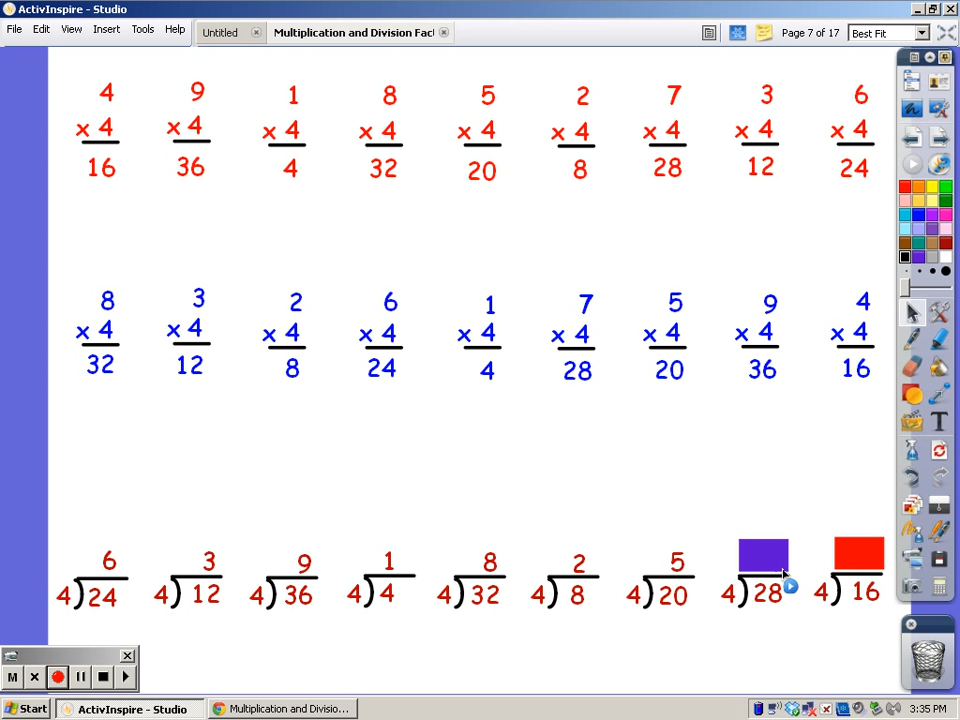 ActivInspire - Studio
File Edit View Insert Tools Help
Untitled
Multiplication and Division Fact
Page 7 of 17
Best Fit
4 9 1 8 5 2 7 3 6
x 4 x 4 x 4 x 4 x 4 x 4 x 4 x 4 x 4
16 36 4 32 20 8 28 12 24
8 3 2 6 1 7 5 9 4
x 4 x 4 x 4 x 4 x 4 x 4 x 4 x 4 x 4
32 12 8 24 4 28 20 36 16
6 3 9 1 8 2 5
4)24 4)12 4)36 4)4 4)32 4)8 4)20 4)28 4)16
M
Start
ActivInspire - Studio
Multiplication and Divisio...
3:35 PM